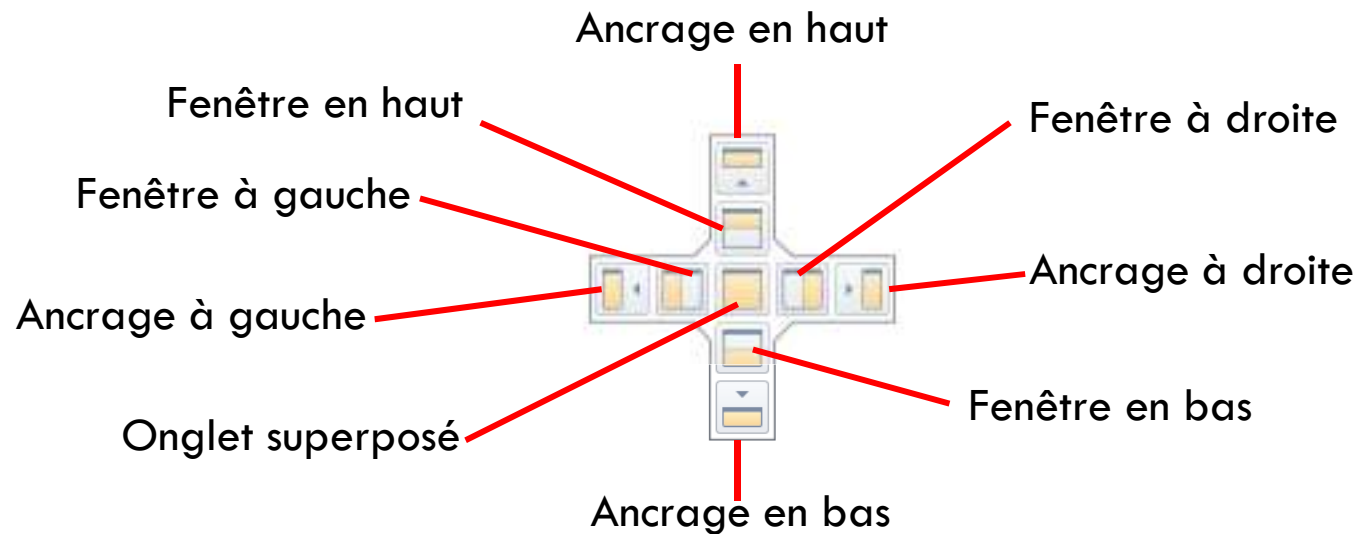 Ancrage en haut
Fenêtre en haut
Fenêtre à droite
Fenêtre à gauche
Ancrage à droite
Ancrage à gauche
Fenêtre en bas
Onglet superposé
Ancrage en bas